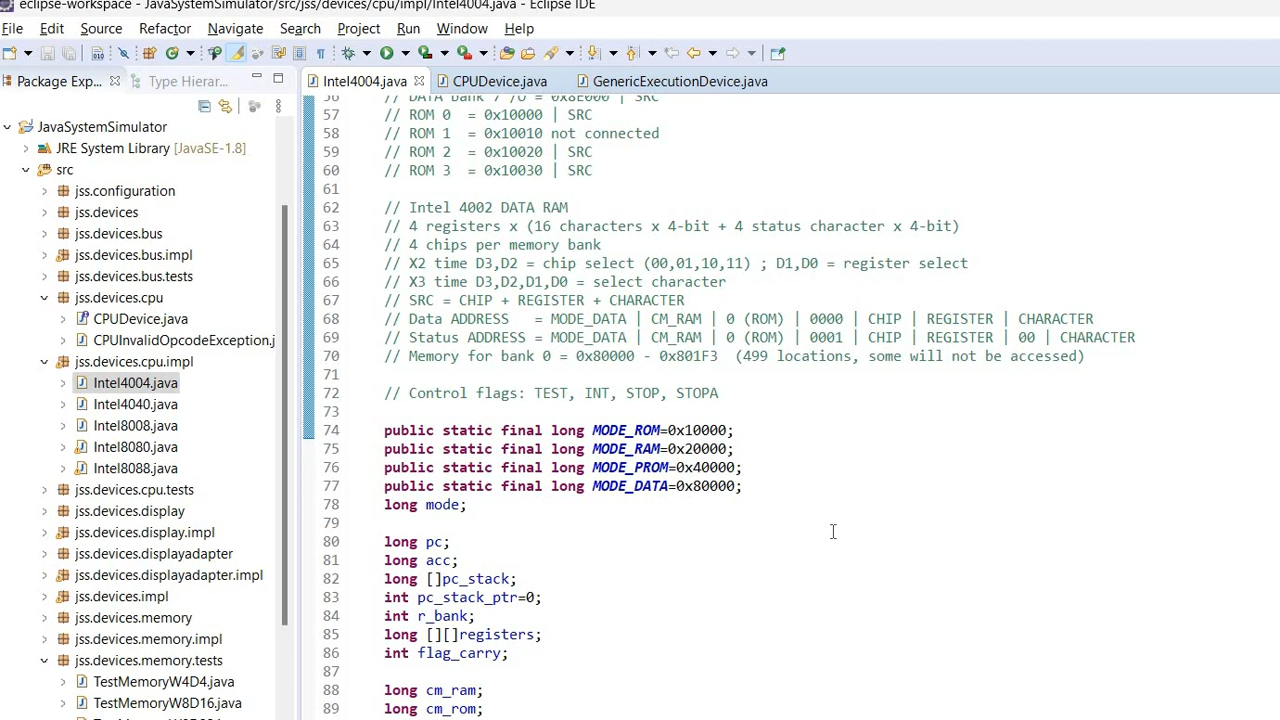 eclipse-workspace - JavaSystemSimulator/src/jss/devices/cpu/impl/Intel4004.java - Eclipse IDE
File Edit Source Refactor Navigate Search Project Run Window Help
Package Exp... Type Hierar...
Intel4004.java CPUDevice.java GenericExecutionDevice.java
JavaSystemSimulator
JRE System Library [JavaSE-1.8]
src
jss.configuration
jss.devices
jss.devices.bus
jss.devices.bus.impl
jss.devices.bus.tests
jss.devices.cpu
CPUDevice.java
CPUInvalidOpcodeException.j
jss.devices.cpu.impl
Intel4004.java
Intel4040.java
Intel8008.java
Intel8080.java
Intel8088.java
jss.devices.cpu.tests
jss.devices.display
jss.devices.display.impl
jss.devices.displayadapter
jss.devices.displayadapter.impl
jss.devices.impl
jss.devices.memory
jss.devices.memory.impl
jss.devices.memory.tests
TestMemoryW4D4.java
TestMemoryW8D16.java
56 // DATA bank 7 /O = 0x8E000 | SRC
57 // ROM 0  = 0x10000 | SRC
58 // ROM 1  = 0x10010 not connected
59 // ROM 2  = 0x10020 | SRC
60 // ROM 3  = 0x10030 | SRC
61
62 // Intel 4002 DATA RAM
63 // 4 registers x (16 characters x 4-bit + 4 status character x 4-bit)
64 // 4 chips per memory bank
65 // X2 time D3,D2 = chip select (00,01,10,11) ; D1,D0 = register select
66 // X3 time D3,D2,D1,D0 = select character
67 // SRC = CHIP + REGISTER + CHARACTER
68 // Data ADDRESS   = MODE_DATA | CM_RAM | 0 (ROM) | 0000 | CHIP | REGISTER | CHARACTER
69 // Status ADDRESS = MODE_DATA | CM_RAM | 0 (ROM) | 0001 | CHIP | REGISTER | 00 | CHARACTER
70 // Memory for bank 0 = 0x80000 - 0x801F3  (499 locations, some will not be accessed)
71
72 // Control flags: TEST, INT, STOP, STOPA
73
74 public static final long MODE_ROM=0x10000;
75 public static final long MODE_RAM=0x20000;
76 public static final long MODE_PROM=0x40000;
77 public static final long MODE_DATA=0x80000;
78 long mode;
79
80 long pc;
81 long acc;
82 long []pc_stack;
83 int pc_stack_ptr=0;
84 int r_bank;
85 long [][]registers;
86 int flag_carry;
87
88 long cm_ram;
89 long cm_rom;